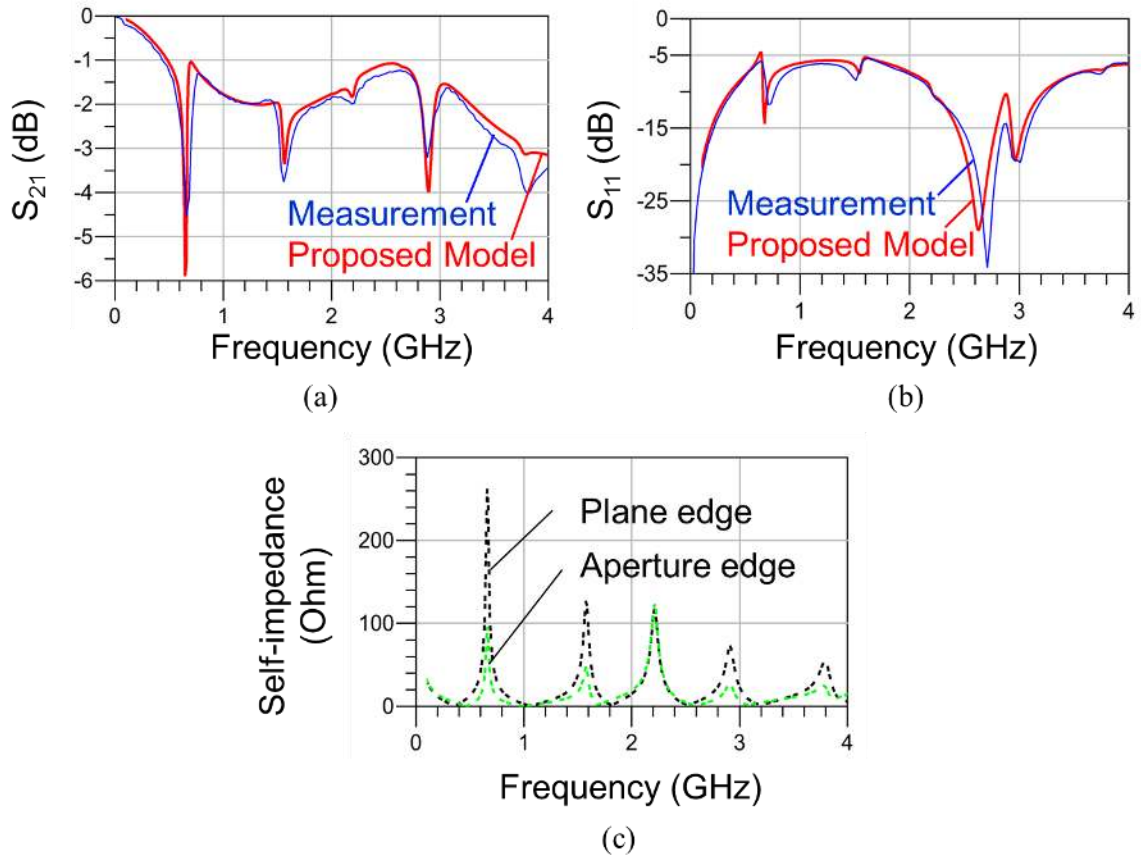 0
-1
-2
-3
-4
-5
-6
S21 (dB)
Measurement
Proposed Model
0 1 2 3 4
Frequency (GHz)
(a)
5
-5
-15
-25
-35
S11 (dB)
Measurement
Proposed Model
0 1 2 3 4
Frequency (GHz)
(b)
300
200
100
0
Self-impedance
(Ohm)
Plane edge
Aperture edge
0 1 2 3 4
Frequency (GHz)
(c)